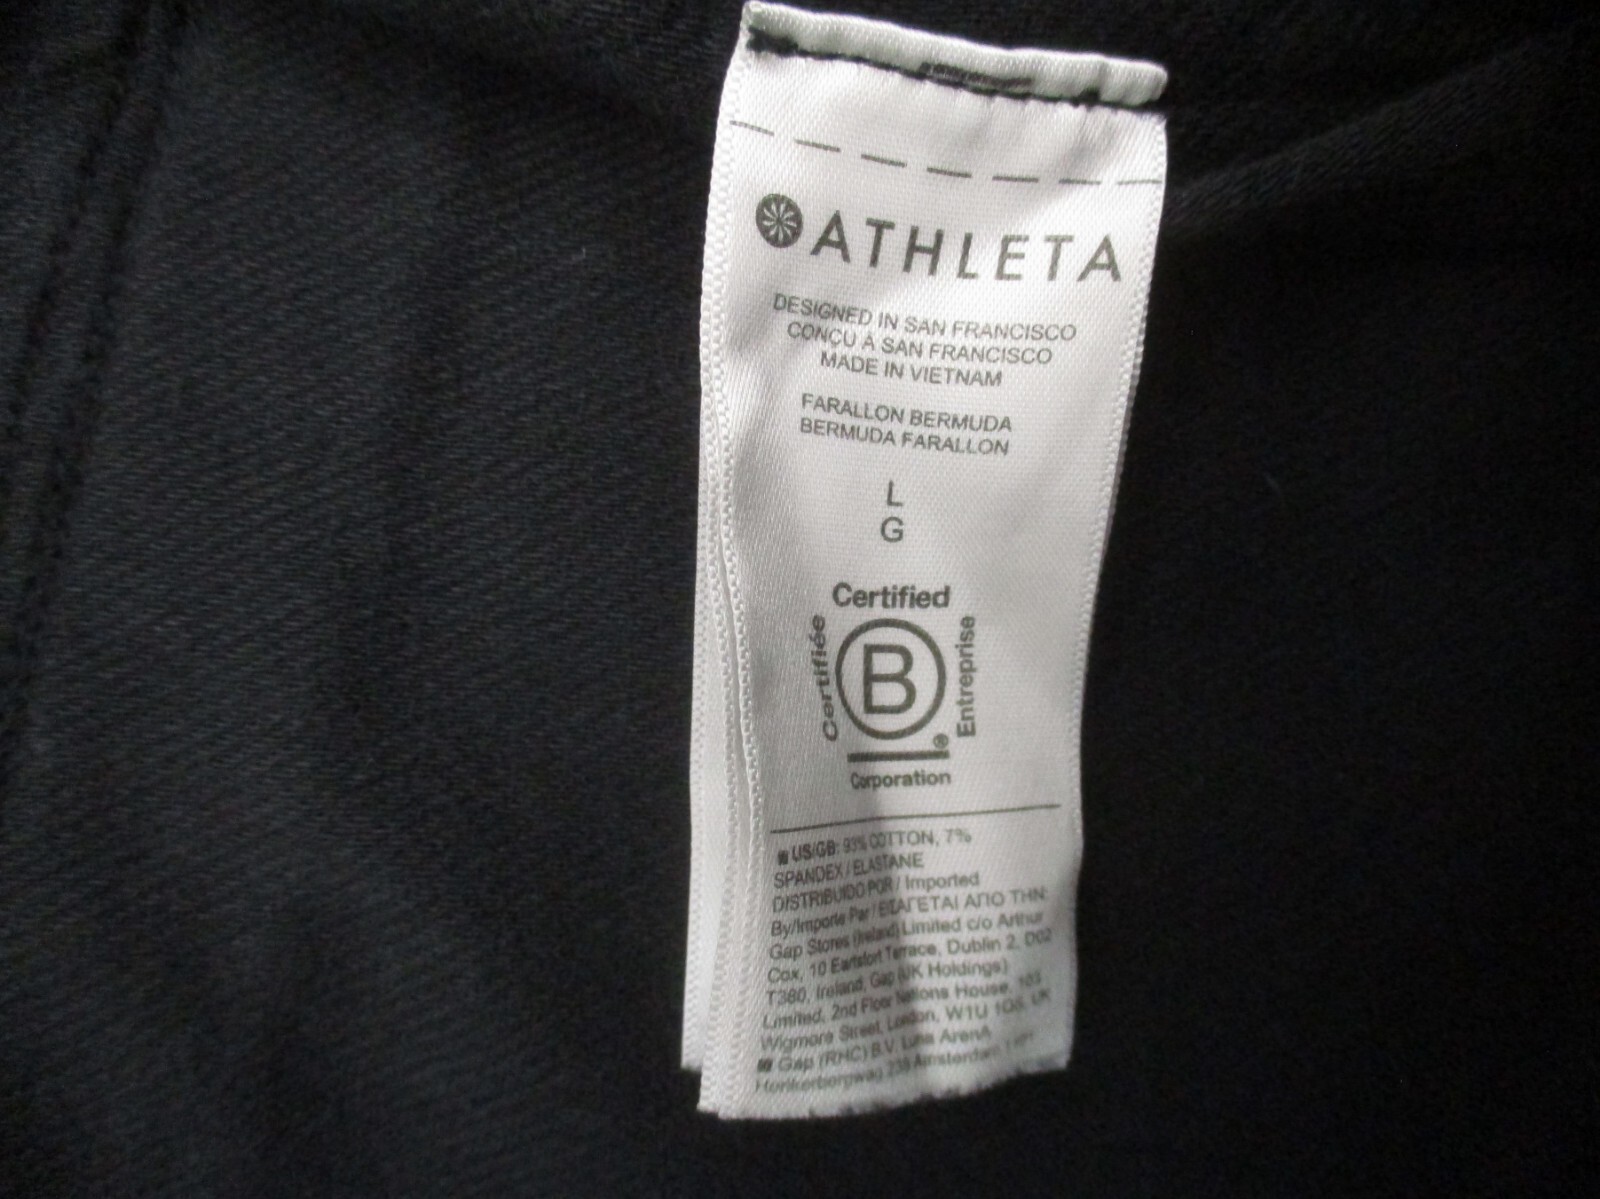 ATHLETA
DESIGNED IN SAN FRANCISCO
CONÇU À SAN FRANCISCO
MADE IN VIETNAM
FARALLON BERMUDA
BERMUDA FARALLON
L
G
Certified
Certifiée
B
Entreprise
®
Corporation
US/GB: 93% COTTON, 7%
SPANDEX / ELASTANE
DISTRIBUIDO POR / Imported
By/Importe Par / ΕΙΣΑΓΕΤΑΙ ΑΠΟ ΤΗΝ:
Gap Stores (Ireland) Limited c/o Arthur
Cox, 10 Earlsfort Terrace, Dublin 2, D02
T380, Ireland, Gap (UK Holdings)
Limited, 2nd Floor Nations House, 103
Wigmore Street, London, W1U 1QS, UK
Gap (RHC) B.V. Luna ArenA
239 Amsterdam